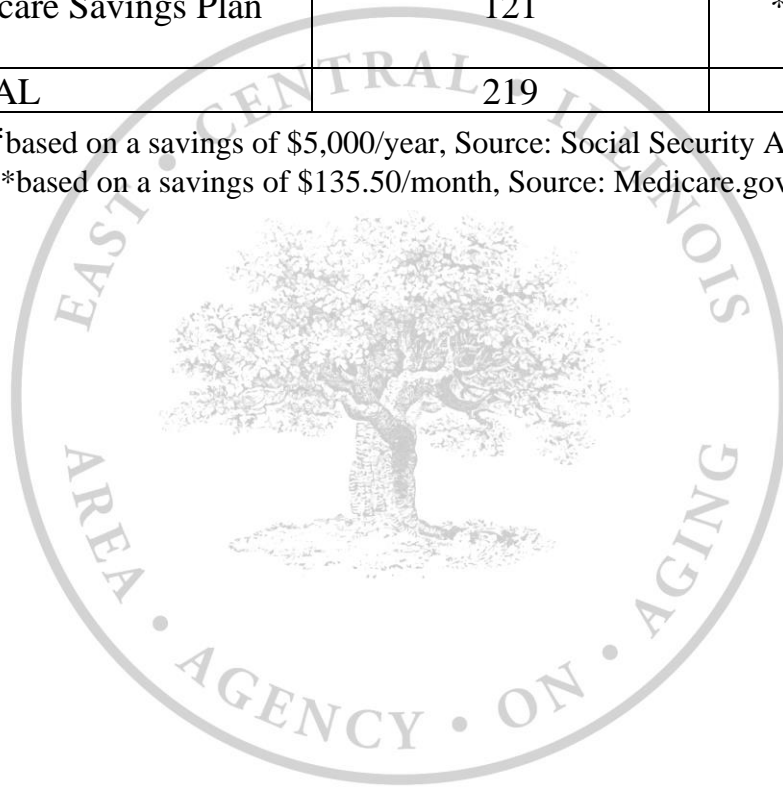 care Savings Plan 121 *
AL 219
*based on a savings of $5,000/year, Source: Social Security A
*based on a savings of $135.50/month, Source: Medicare.gov
EAST • CENTRAL • ILLINOIS
AREA • AGENCY • ON • AGING